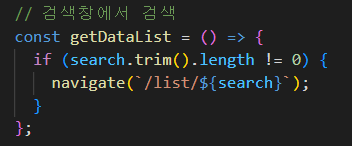 // 검색창에서 검색
const getDataList = () => {
  if (search.trim().length != 0) {
    navigate(`/list/${search}`);
  }
};